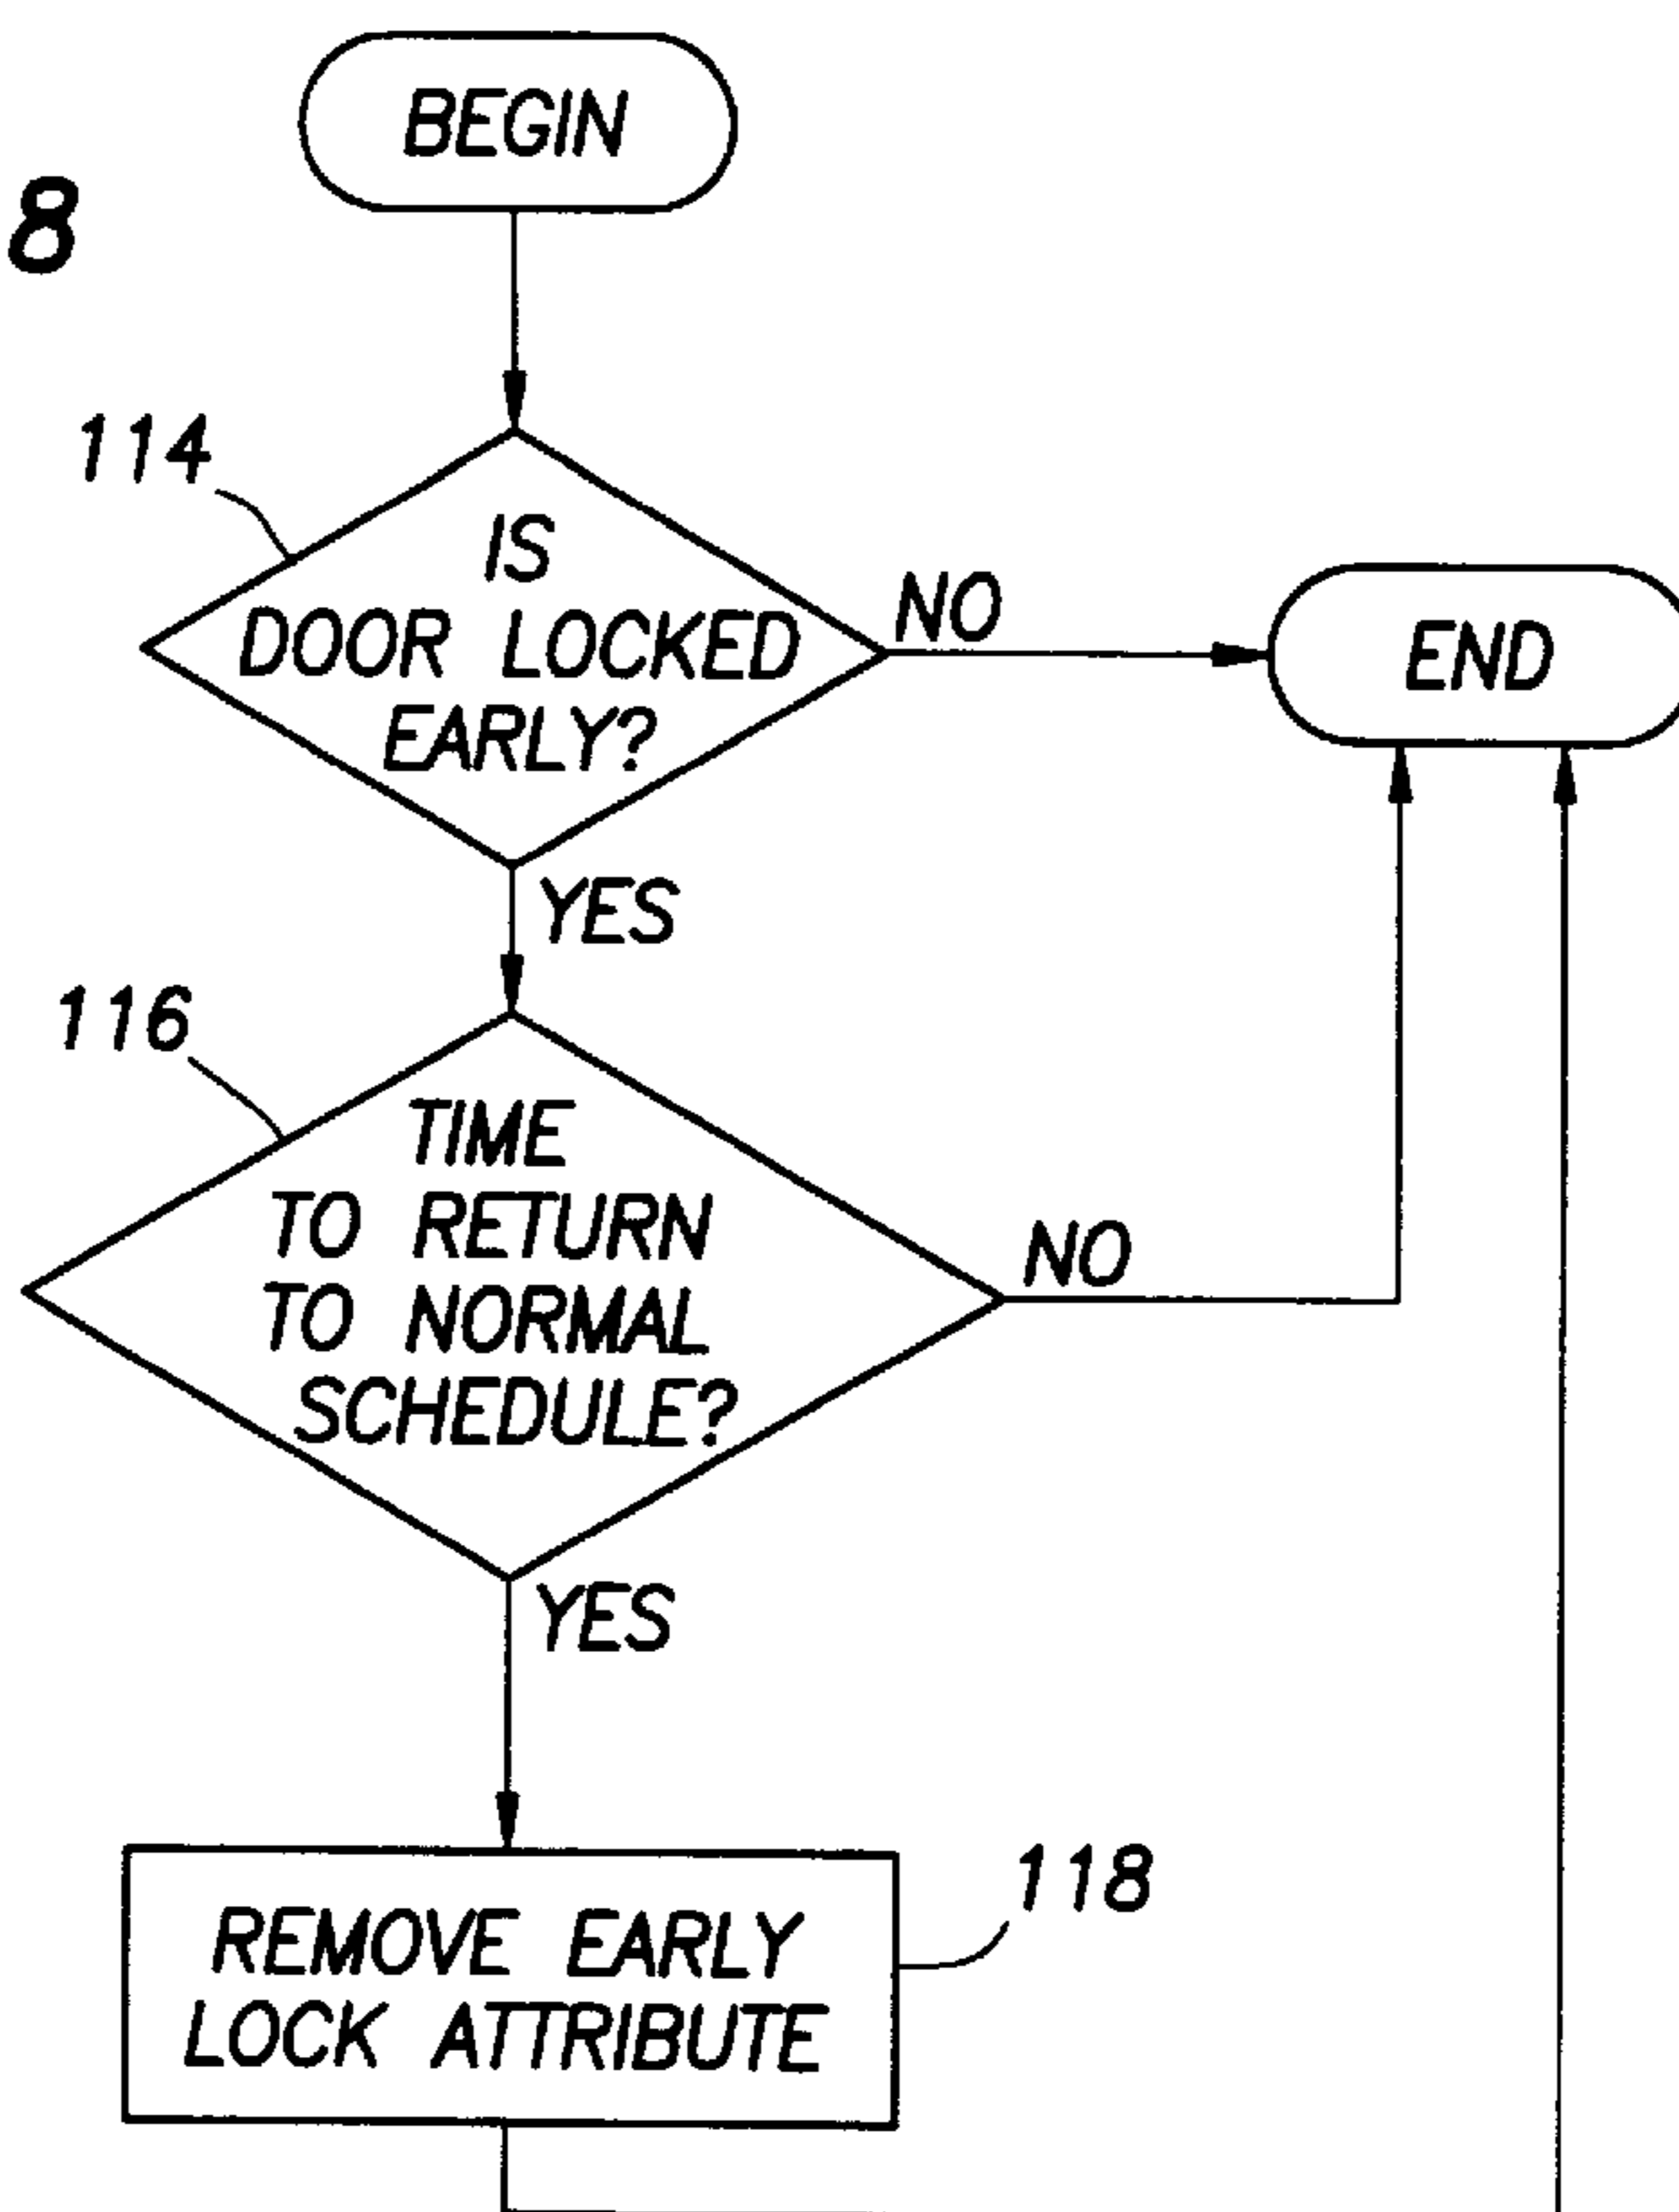 BEGIN
8
114
IS
DOOR LOCKED
EARLY?
NO
END
YES
116
TIME
TO RETURN
TO NORMAL
SCHEDULE?
NO
YES
118
REMOVE EARLY
LOCK ATTRIBUTE